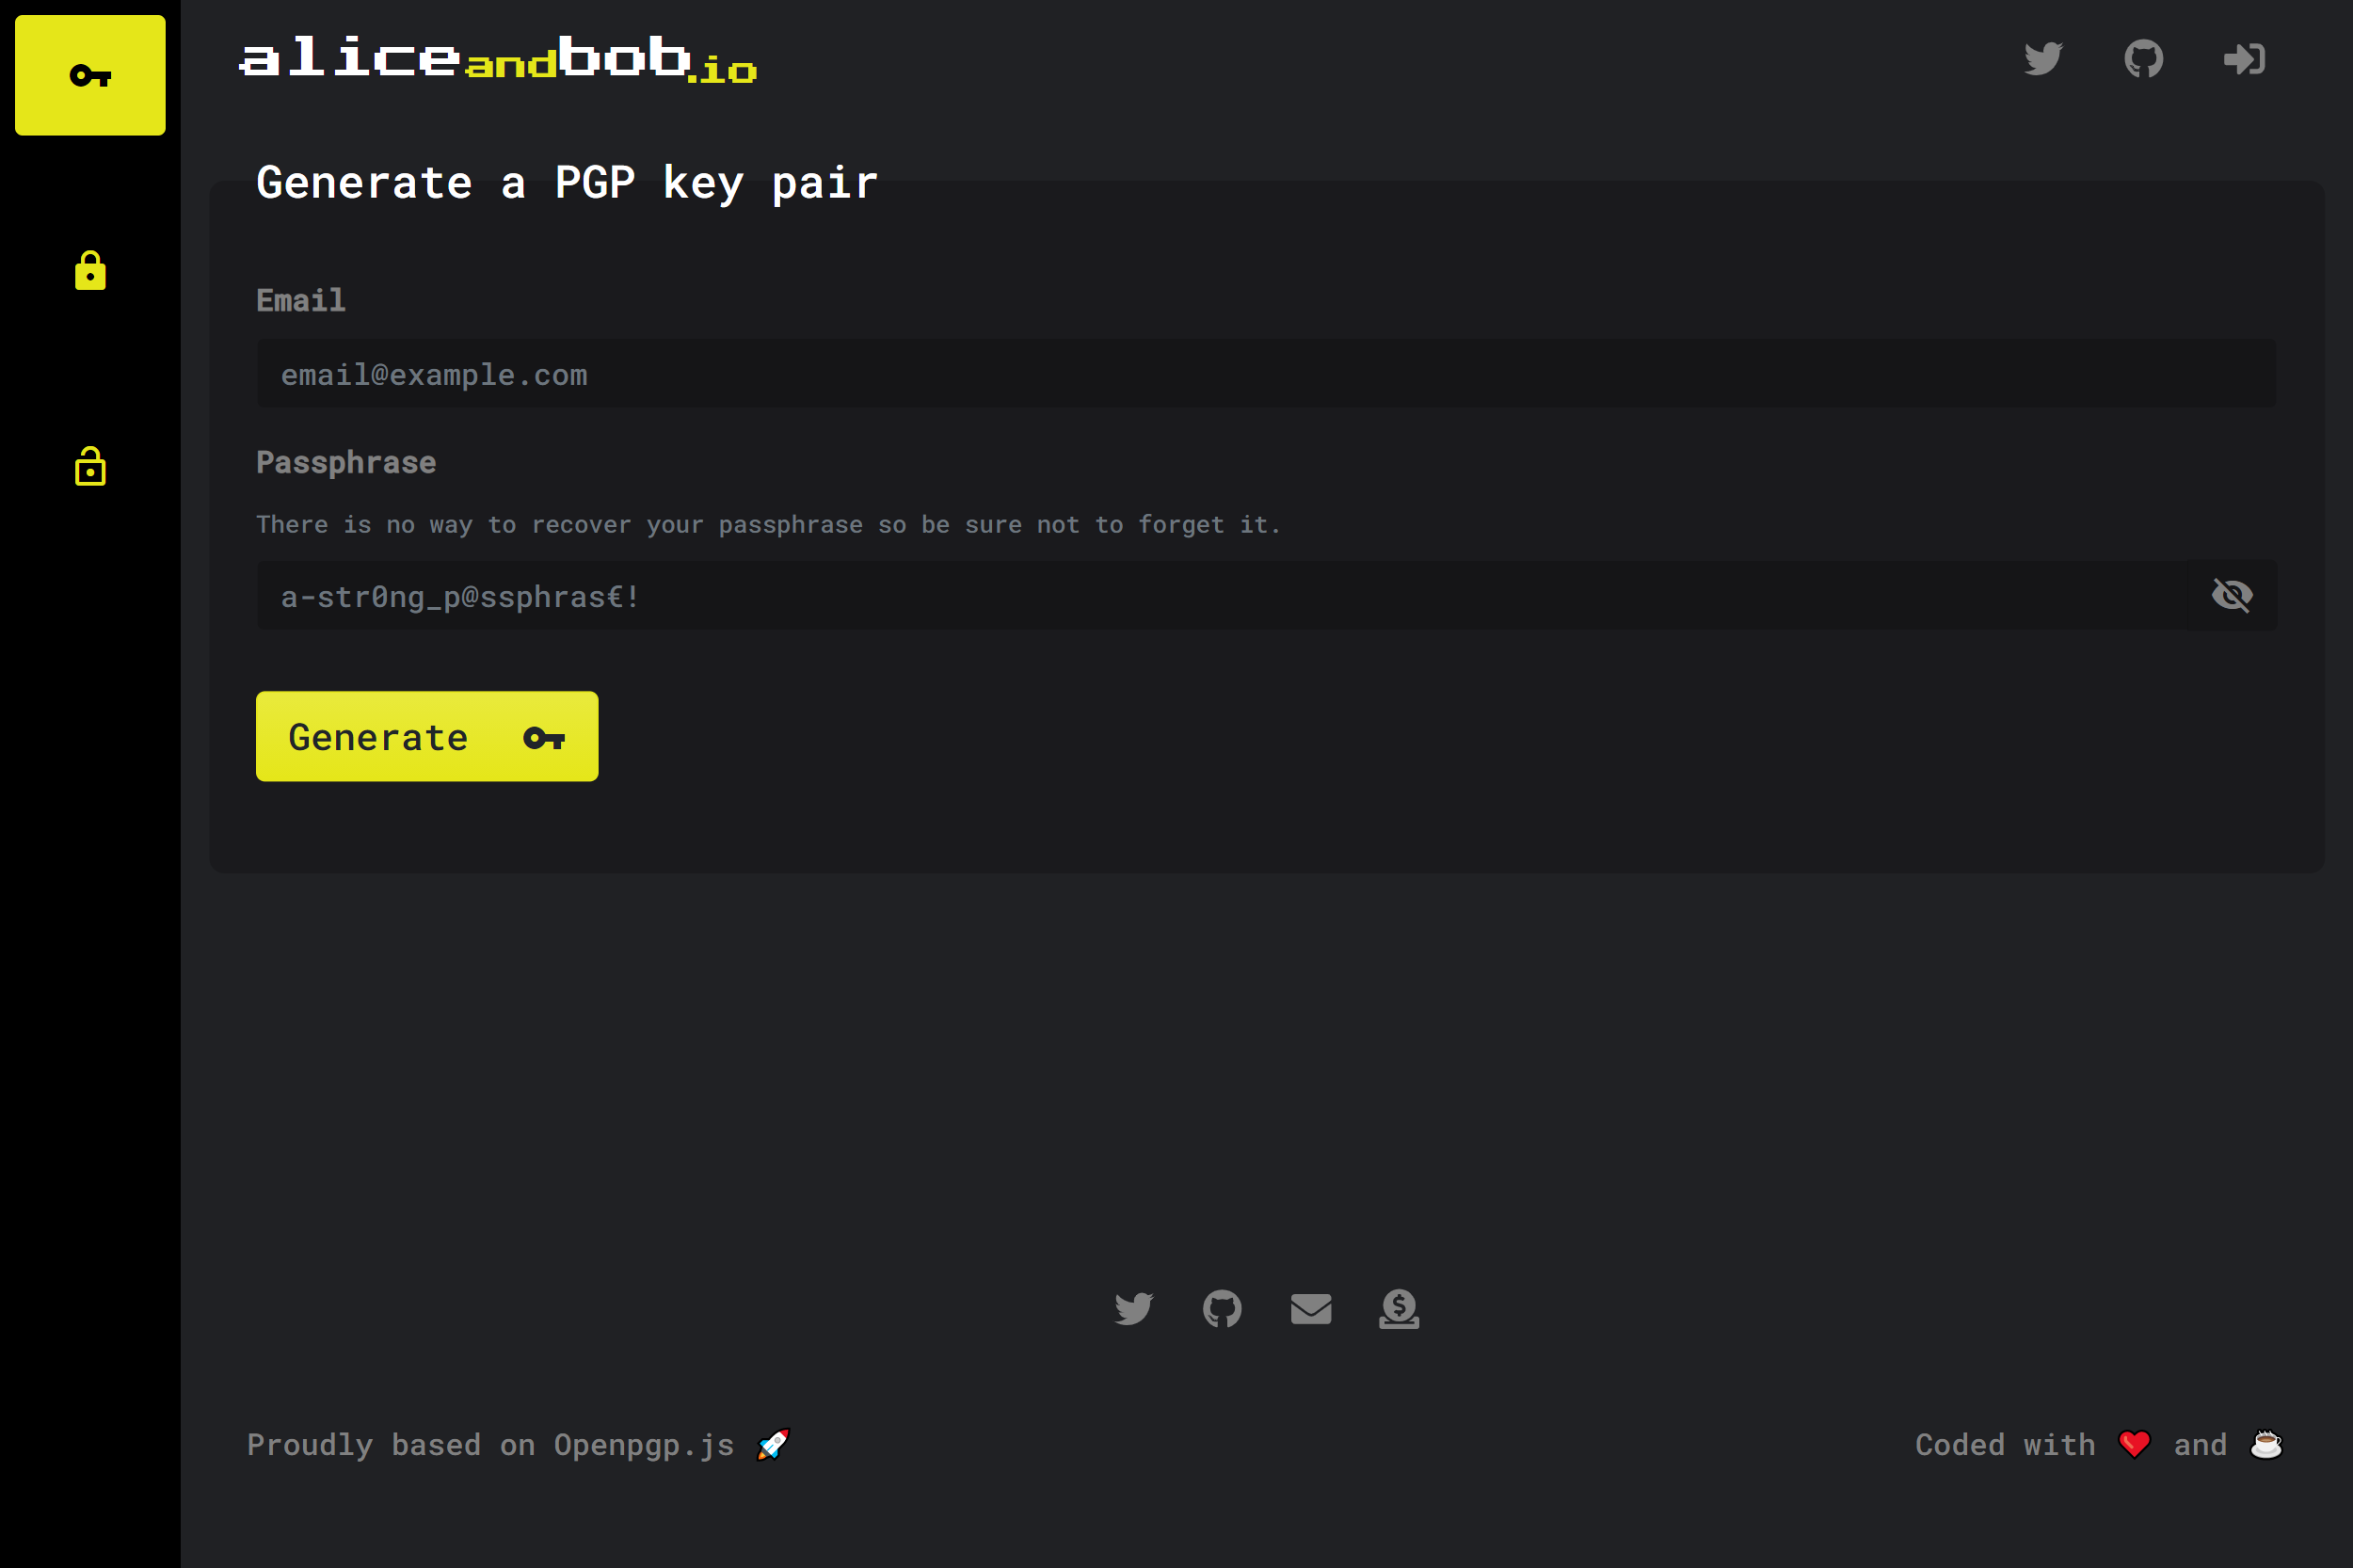 aliceandbob.io
Generate a PGP key pair
Email
email@example.com
Passphrase
There is no way to recover your passphrase so be sure not to forget it.
a-str0ng_p@ssphras€!
Generate
Proudly based on Openpgp.js 🚀
Coded with ❤️ and ☕